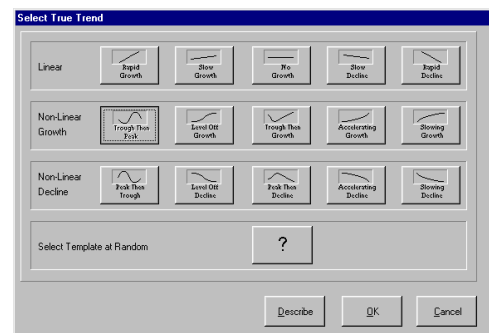 Select True Trend
Linear
Rapid
Growth
Slow
Growth
No
Growth
Slow
Decline
Rapid
Decline
Non-Linear
Growth
Trough Then
Peak
Level Off
Growth
Trough Then
Growth
Accelerating
Growth
Slowing
Growth
Non-Linear
Decline
Peak Then
Trough
Level Off
Decline
Peak Then
Decline
Accelerating
Decline
Slowing
Decline
Select Template at Random
?
Describe
OK
Cancel